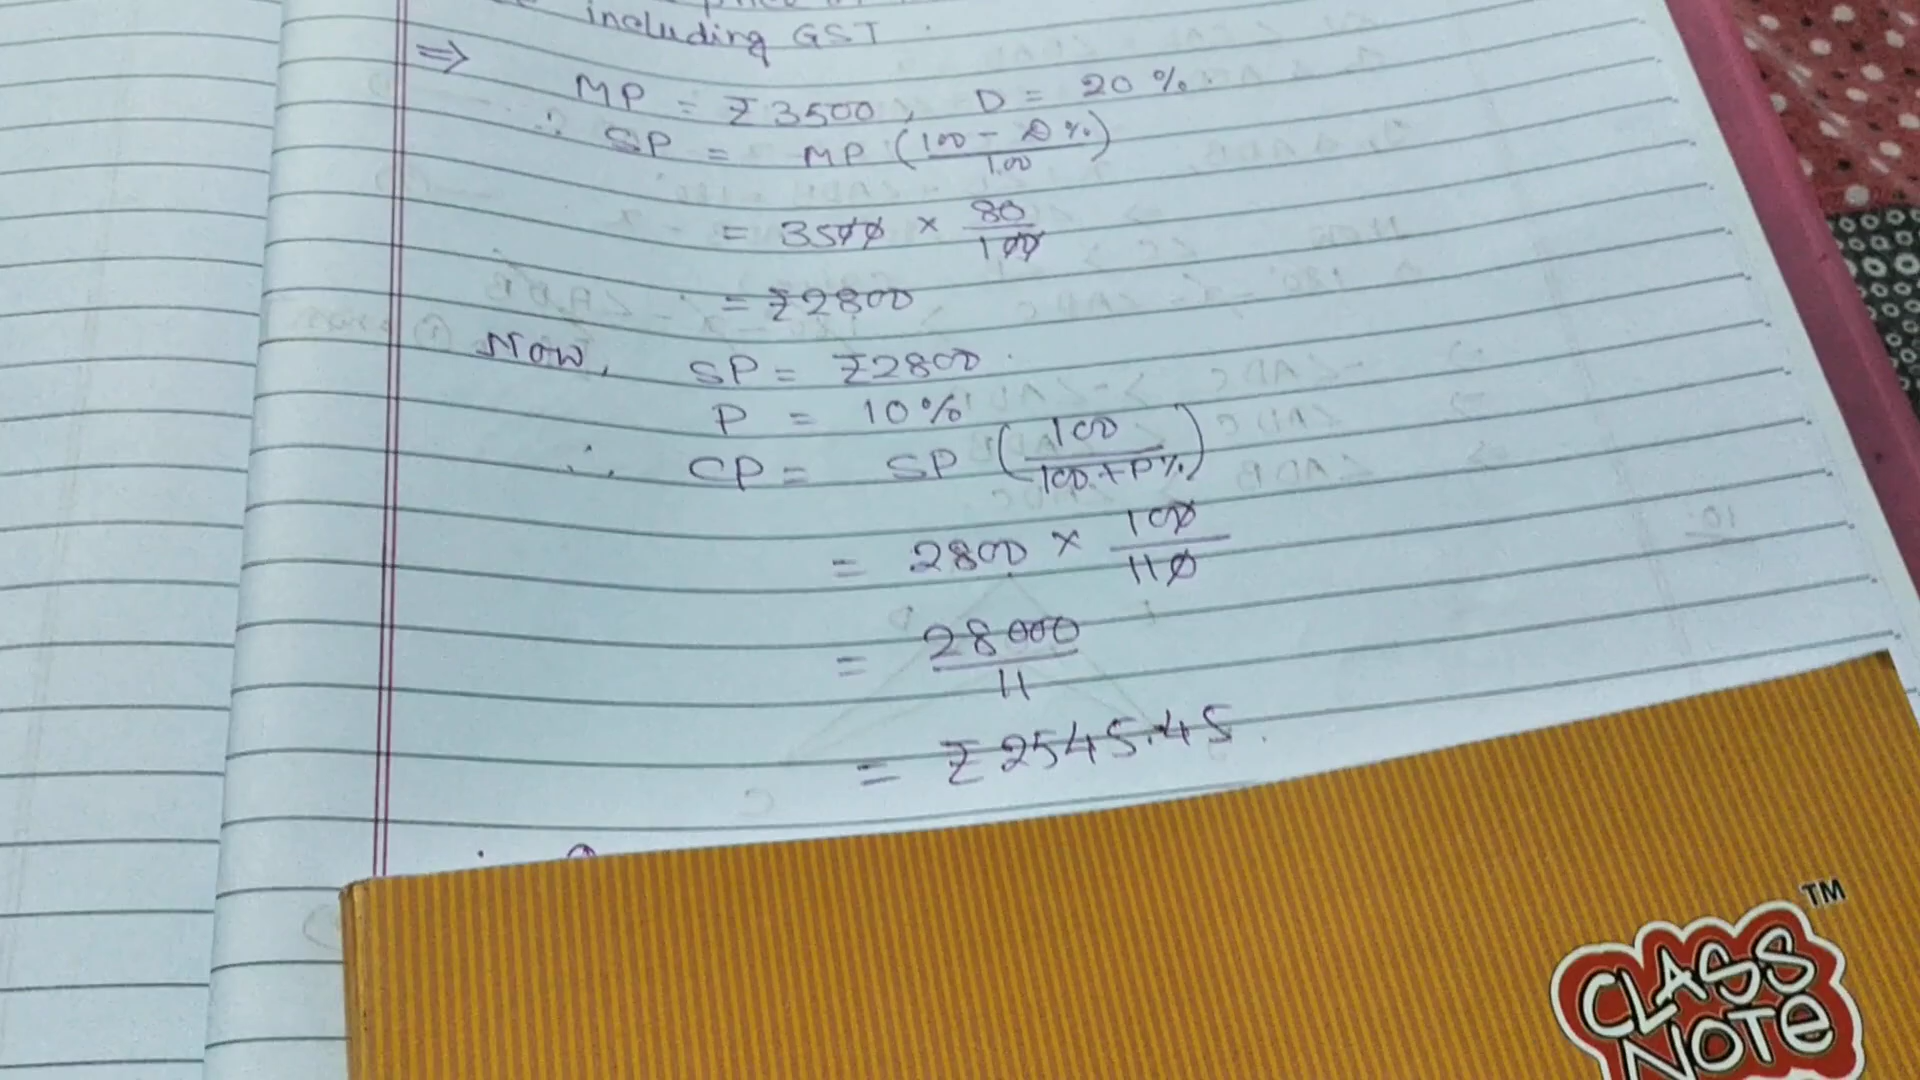 including GST.
⇒ MP = ₹3500, D = 20%.
∴ SP = MP (100 - D% / 100)
= 3500 × 80/100
= ₹2800
Now, SP = ₹2800.
P = 10%
∴ CP = SP (100 / 100 + P%)
= 2800 × 100/110
= 28000/11
= ₹2545.45.
CLASS TM
NOTE